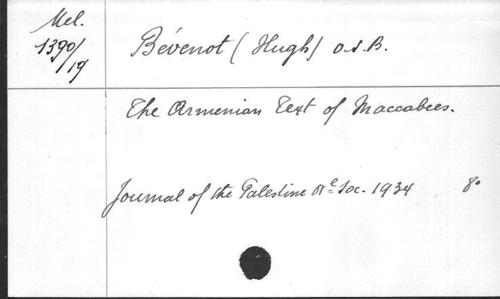 Mel.
1390/19
Bévenot (Hugh) O.S.B.
The Armenian Text of Maccabees.
Journal of the Palestine Or. Soc. 1934 8º